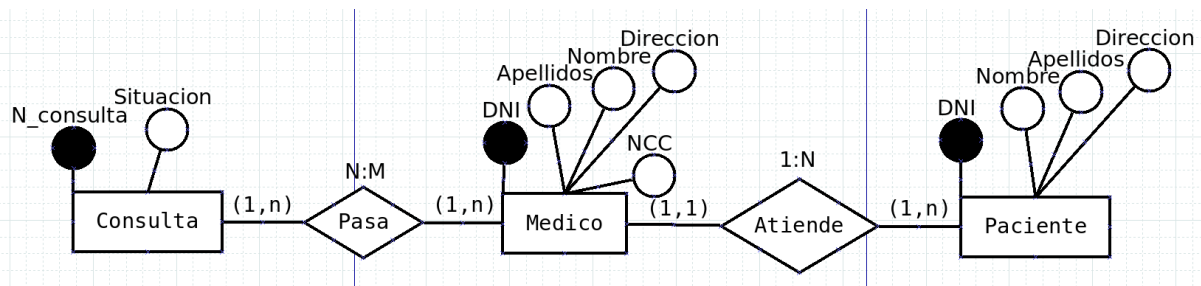 N_consulta
Situacion
Consulta
(1,n)
N:M
Pasa
(1,n)
DNI
Apellidos
Nombre
Direccion
NCC
Medico
(1,1)
1:N
Atiende
(1,n)
DNI
Nombre
Apellidos
Direccion
Paciente